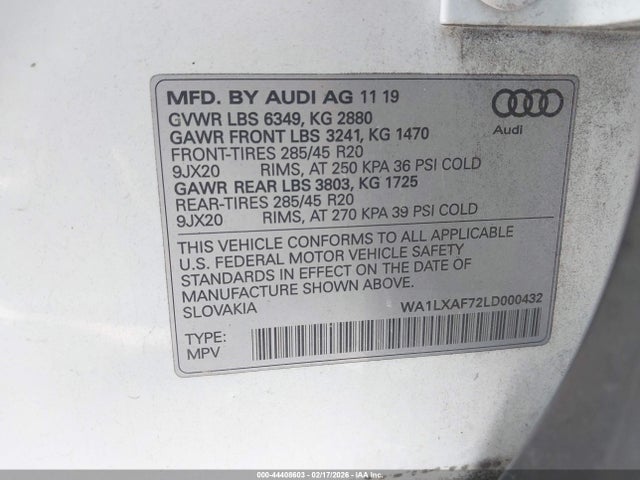 MFD. BY AUDI AG 11 19
GVWR LBS 6349, KG 2880
GAWR FRONT LBS 3241, KG 1470
FRONT-TIRES 285/45 R20
9JX20 RIMS, AT 250 KPA 36 PSI COLD
GAWR REAR LBS 3803, KG 1725
REAR-TIRES 285/45 R20
9JX20 RIMS, AT 270 KPA 39 PSI COLD
Audi
THIS VEHICLE CONFORMS TO ALL APPLICABLE
U.S. FEDERAL MOTOR VEHICLE SAFETY
STANDARDS IN EFFECT ON THE DATE OF
MANUFACTURE SHOWN ABOVE.
SLOVAKIA
WA1LXAF72LD000432
TYPE:
MPV
000-44408603 - 02/17/2026 - IAA Holdings, LLC